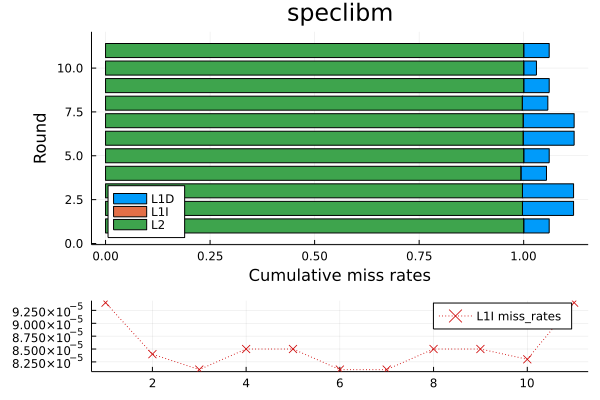 speclibm
Round
10.0
7.5
5.0
2.5
0.0
L1D
L1I
L2
0.00 0.25 0.50 0.75 1.00
Cumulative miss rates
9.250×10⁻⁵
9.000×10⁻⁵
8.750×10⁻⁵
8.500×10⁻⁵
8.250×10⁻⁵
L1I miss_rates
2 4 6 8 10